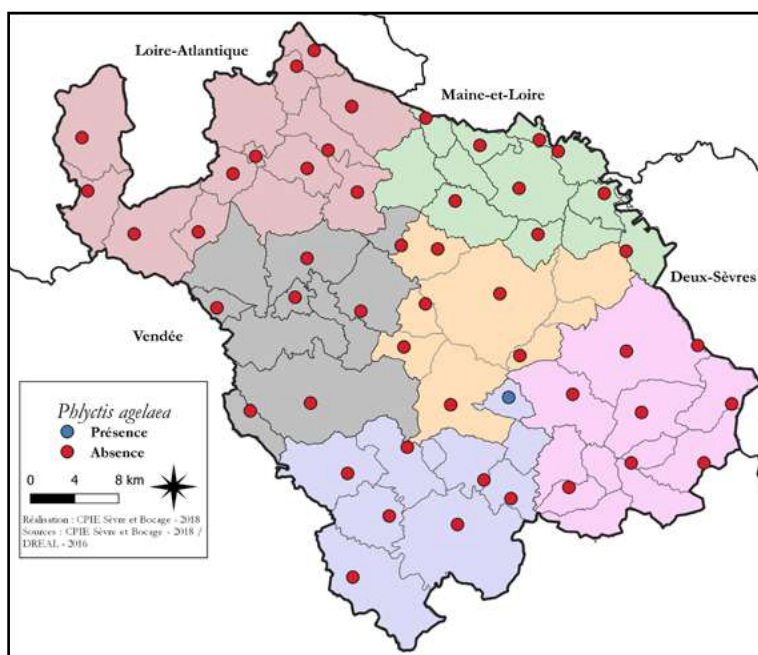 Loire-Atlantique
Maine-et-Loire
Deux-Sèvres
Vendée
Phlyctis agelaea
Présence
Absence
0 4 8 km
Réalisation : CPIE Sèvre et Bocage - 2018
Sources : CPIE Sèvre et Bocage - 2018 /
DREAL - 2016